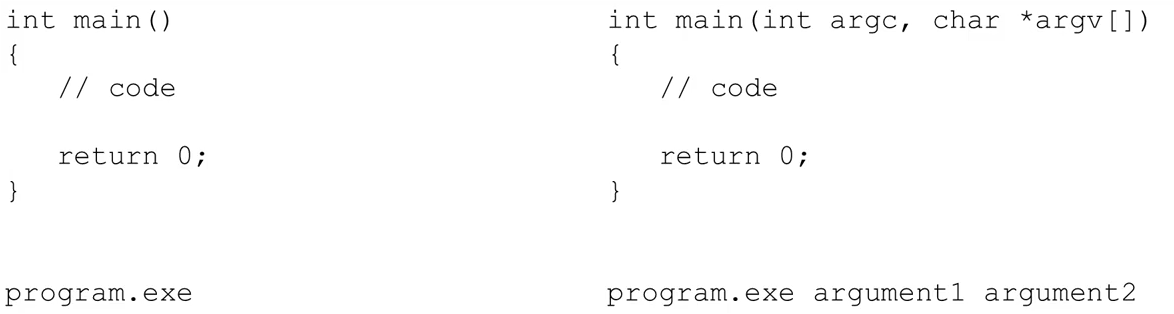 int main()
{
   // code

   return 0;
}

program.exe

int main(int argc, char *argv[])
{
   // code

   return 0;
}

program.exe argument1 argument2